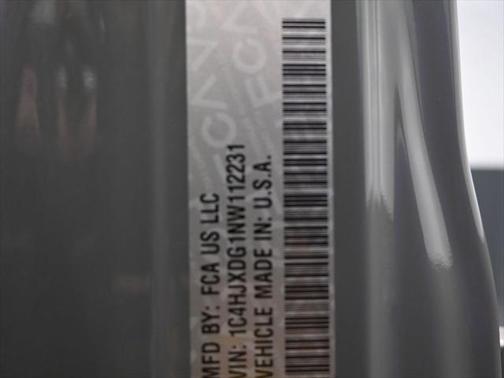 MFD BY: FCA US LLC
VIN: 1C4HJXDG1NW112231
VEHICLE MADE IN: U.S.A.